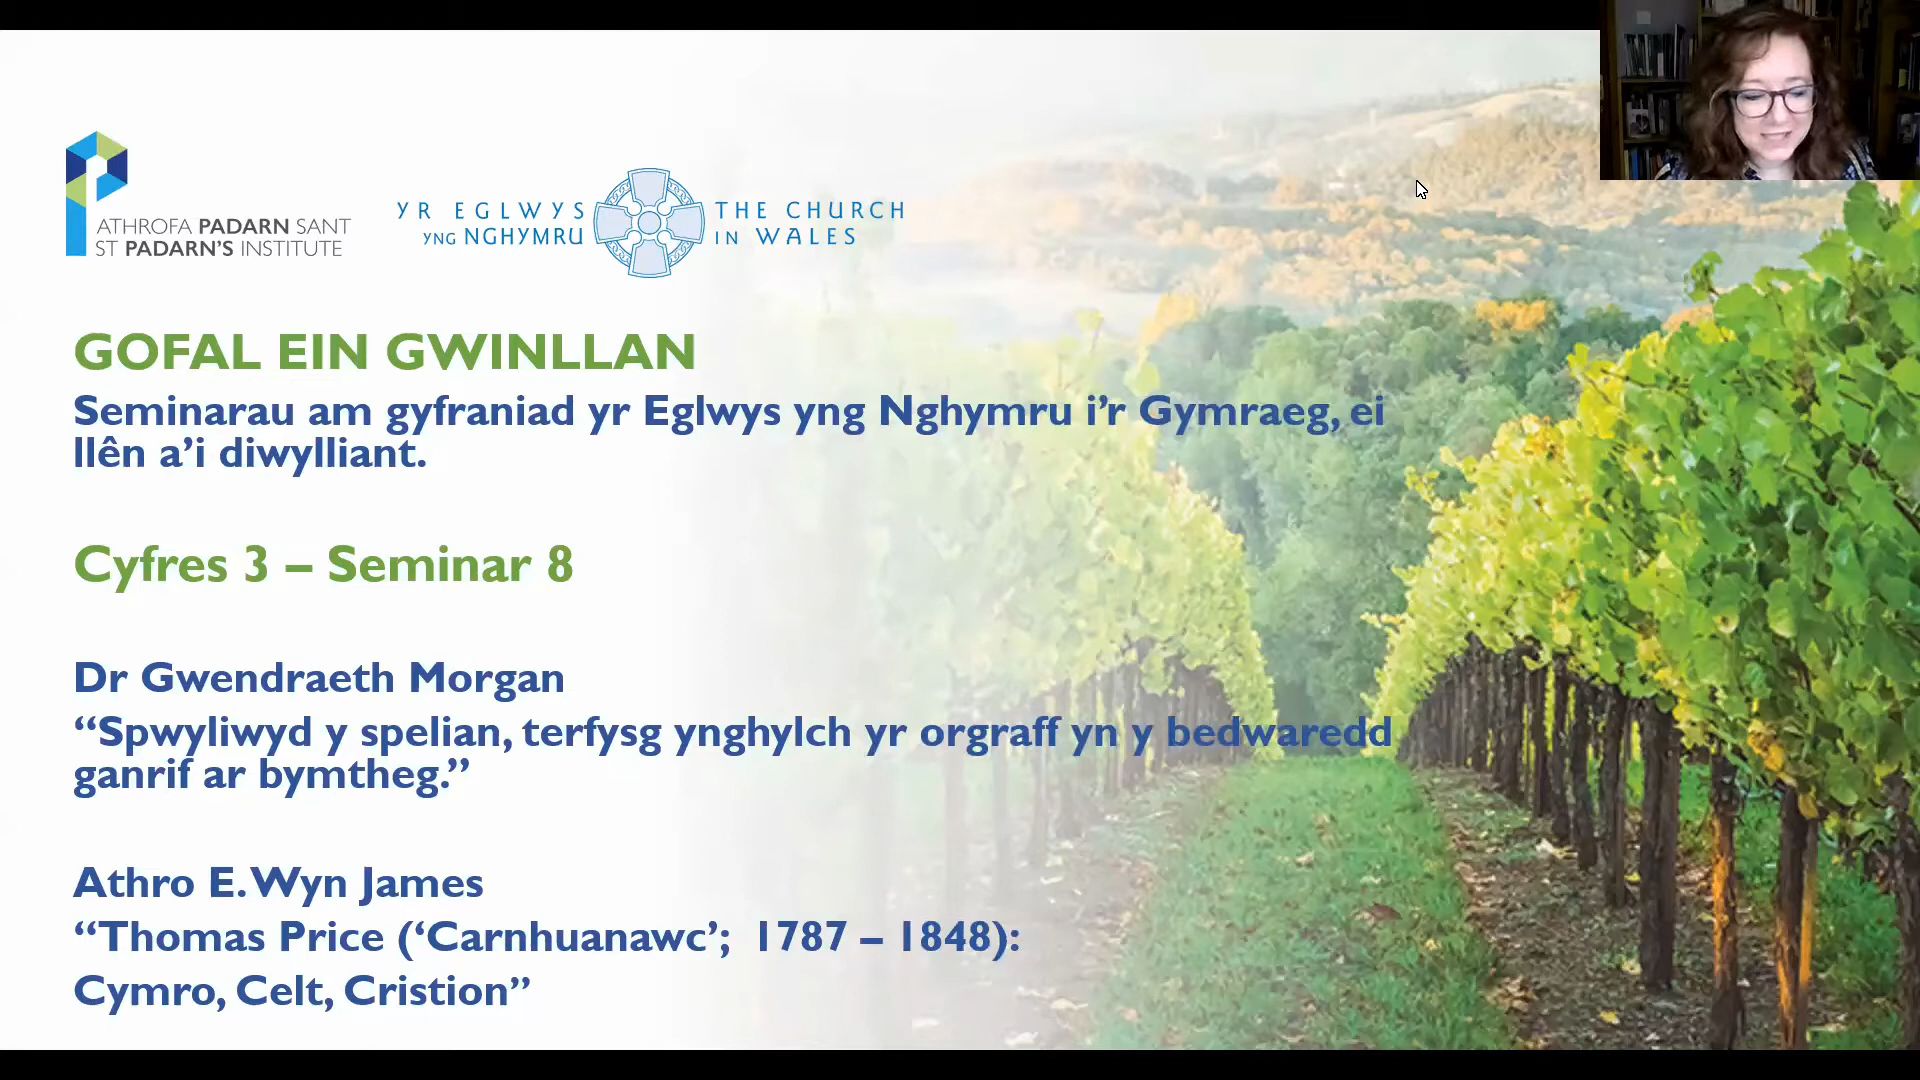 ATHROFA PADARN SANT
ST PADARN'S INSTITUTE
YR EGLWYS
YNG NGHYMRU
THE CHURCH
IN WALES
GOFAL EIN GWINLLAN
Seminarau am gyfraniad yr Eglwys yng Nghymru i’r Gymraeg, ei
llên a’i diwylliant.
Cyfres 3 – Seminar 8
Dr Gwendraeth Morgan
“Spwyliwyd y spelian, terfysg ynghylch yr orgraff yn y bedwaredd
ganrif ar bymtheg.”
Athro E. Wyn James
“Thomas Price (‘Carnhuanawc’; 1787 – 1848):
Cymro, Celt, Cristion”